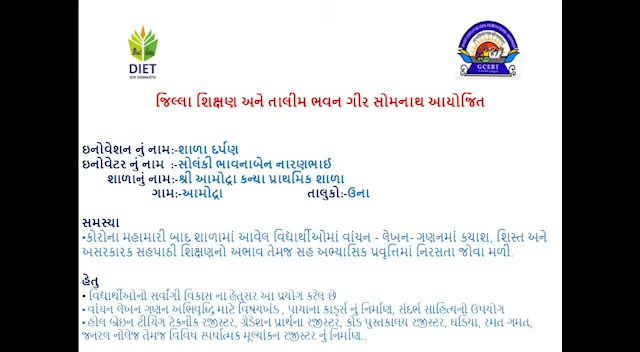 DIET
GIR SOMNATH
GCERT
જિલ્લા શિક્ષણ અને તાલીમ ભવન ગીર સોમનાથ આયોજિત
ઇનોવેશન નું નામ:-શાળા દર્પણ
ઇનોવેટર નું નામ :-સોલંકી ભાવનાબેન નારણભાઈ
શાળાનું નામ:-શ્રી આમોદ્રા કન્યા પ્રાથમિક શાળા
ગામ:-આમોદ્રા તાલુકો:-ઉના
સમસ્યા
•કોરોના મહામારી બાદ શાળામાં આવેલ વિદ્યાર્થીઓમાં વાંચન - લેખન- ગણનમાં કચાશ, શિસ્ત અને
અસરકારક સહપાઠી શિક્ષણનો અભાવ તેમજ સહ અભ્યાસિક પ્રવૃત્તિમાં નિરસતા જોવા મળી.
હેતુ
• વિદ્યાર્થીઓનો સર્વાંગી વિકાસ ના હેતુસર આ પ્રયોગ કરેલ છે
• વાંચન લેખન ગણન અભિવૃદ્ધિ માટે વિષયખંડ , પાયાના કાર્ડ્સ નું નિર્માણ, સંદર્ભ સાહિત્યનો ઉપયોગ
• હોલ બ્રેઇન ટીચિંગ ટેકનીક રજીસ્ટર, ગ્રેડેશન પ્રાર્થના રજીસ્ટર, કોડ પુસ્તકાલય રજીસ્ટર, ઘડિયા, રમત ગમત,
જનરલ નોલેજ તેમજ વિવિધ સ્પર્ધાત્મક મૂલ્યાંકન રજીસ્ટર નું નિર્માણ..